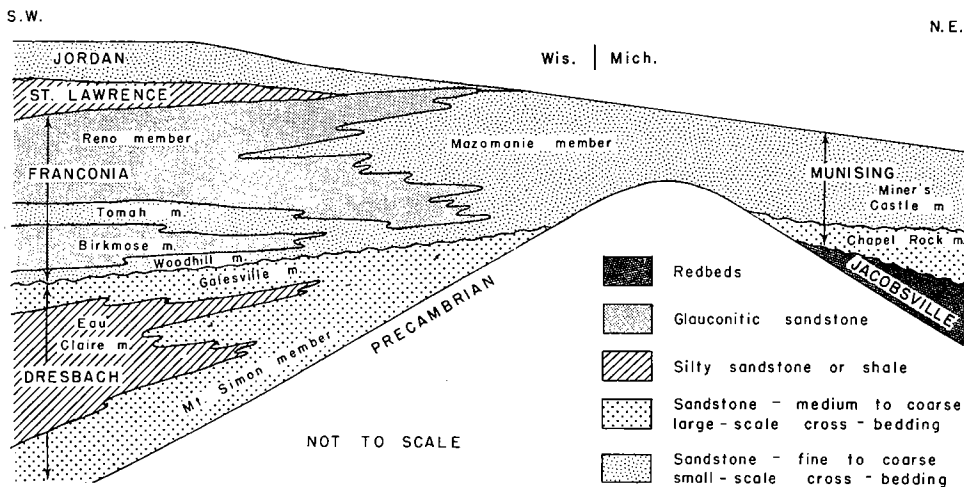 S.W.
N.E.
Wis. | Mich.
JORDAN
ST. LAWRENCE
Reno member
Mazomanie member
FRANCONIA
MUNISING
Miner's
Castle m.
Tomah m.
Birkmose m.
Chapel Rock m.
Woodhill m.
Galesville m.
JACOBSVILLE
Eau
Claire m.
DRESBACH
Mt Simon member
PRECAMBRIAN
NOT TO SCALE
Redbeds
Glauconitic sandstone
Silty sandstone or shale
Sandstone - medium to coarse
large-scale cross-bedding
Sandstone - fine to coarse
small-scale cross-bedding